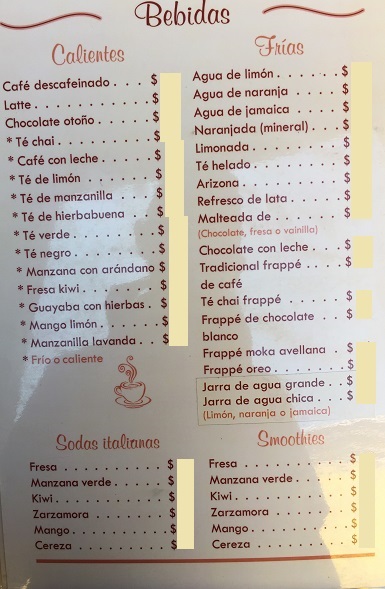 Bebidas
Calientes
Café descafeinado . . . $
Latte . . . . . . . . . . . . . . $
Chocolate otoño . . . . . $
* Té chai . . . . . . . . . . . $
* Café con leche . . . . . $
* Té de limón . . . . . . . $
* Té de manzanilla . . . $
* Té de hierbabuena . . $
* Té verde . . . . . . . . . . $
* Té negro . . . . . . . . . . $
* Manzana con arándano $
* Fresa kiwi . . . . . . . . . $
* Guayaba con hierbas . $
* Mango limón . . . . . . . $
* Manzanilla lavanda . . $
* Frío o caliente
Frías
Agua de limón . . . . . . . $
Agua de naranja . . . . . $
Agua de jamaica . . . . . $
Naranjada (mineral) . . . $
Limonada . . . . . . . . . . . $
Té helado . . . . . . . . . . . $
Arizona . . . . . . . . . . . . . $
Refresco de lata . . . . . . $
Malteada de . . . . . . . . $
(Chocolate, fresa o vainilla)
Chocolate con leche . . . $
Tradicional frappé . . . . $
de café
Té chai frappé . . . . . . $
Frappé de chocolate . . . $
blanco
Frappé moka avellana . $
Frappé oreo . . . . . . . . . $
Jarra de agua grande . . $
Jarra de agua chica . . . $
(Limón, naranja o jamaica)
Sodas italianas
Fresa . . . . . . . . . . . $
Manzana verde . . . . . $
Kiwi . . . . . . . . . . . . $
Zarzamora . . . . . . . . $
Mango . . . . . . . . . . . $
Cereza . . . . . . . . . . . $
Smoothies
Fresa . . . . . . . . . . . $
Manzana verde . . . . . $
Kiwi . . . . . . . . . . . . $
Zarzamora . . . . . . . . $
Mango . . . . . . . . . . . $
Cereza . . . . . . . . . . . $